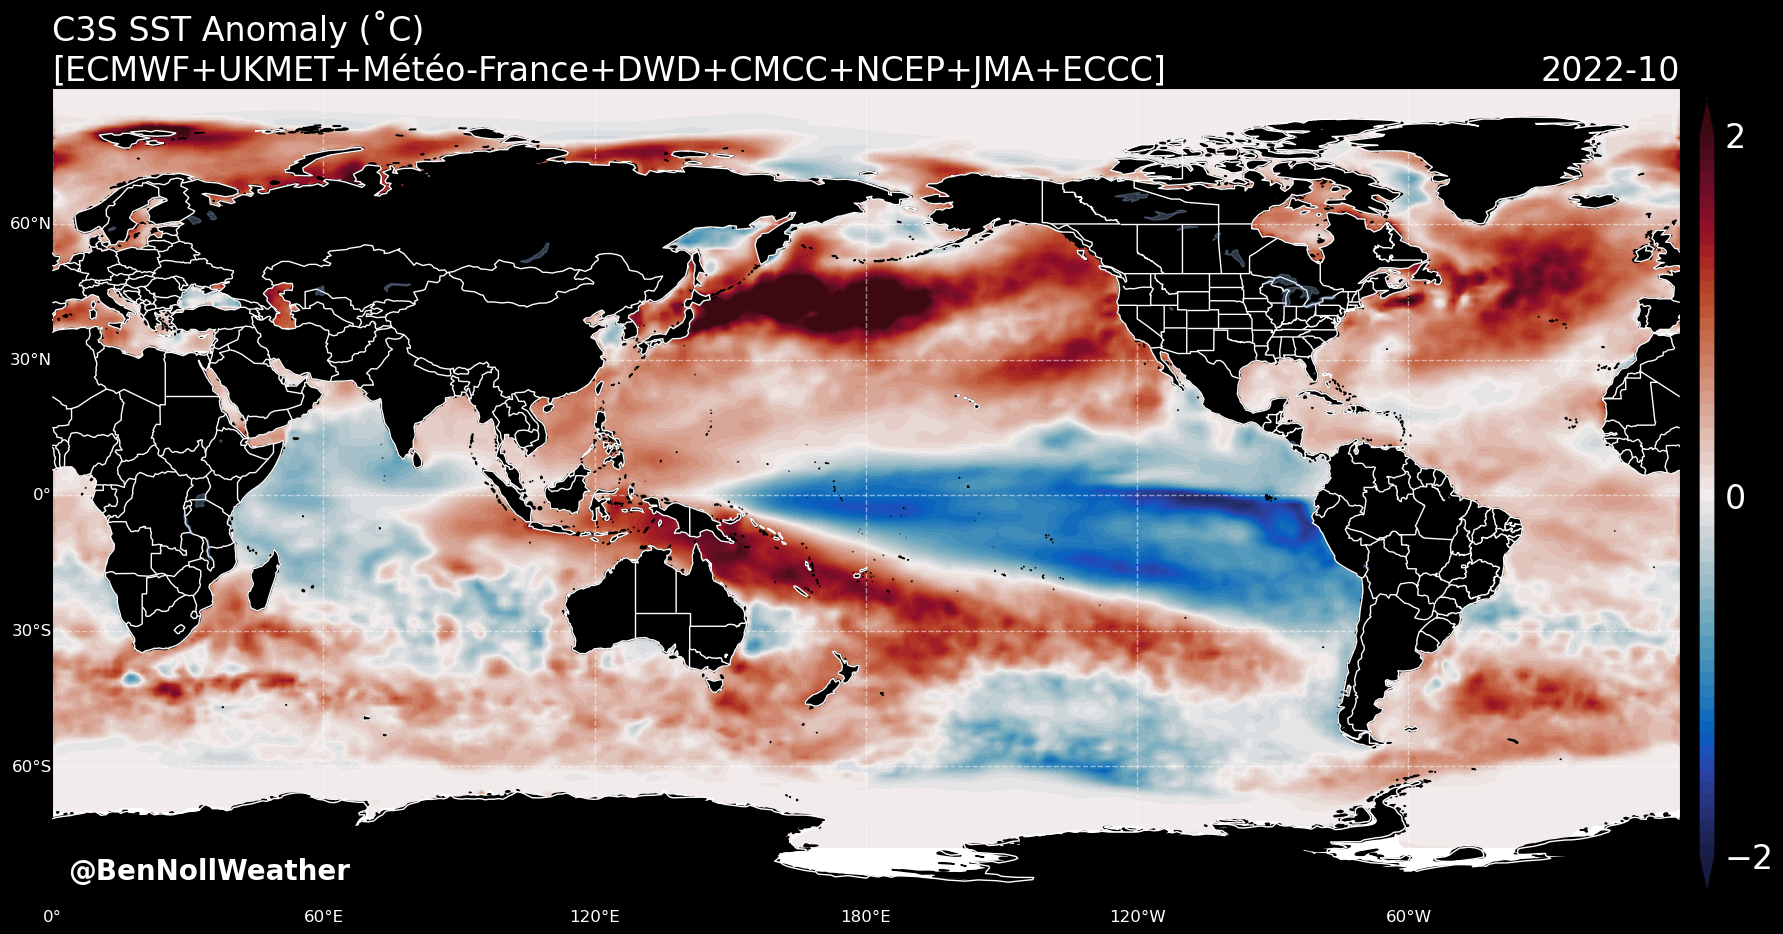 C3S SST Anomaly (˚C)
[ECMWF+UKMET+Météo-France+DWD+CMCC+NCEP+JMA+ECCC]
2022-10
2
60°N
30°N
0°
0
30°S
60°S
−2
@BenNollWeather
0°
60°E
120°E
180°E
120°W
60°W